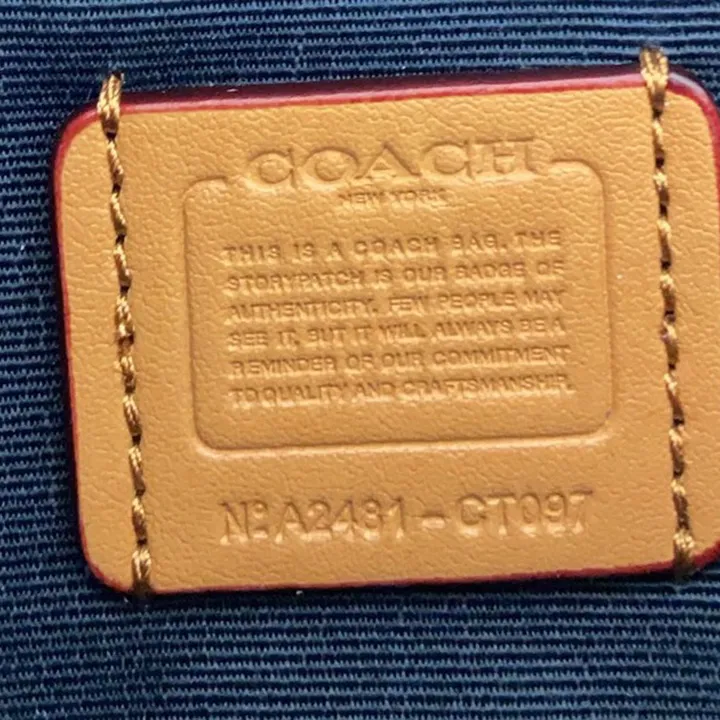 COACH
NEW YORK
THIS IS A COACH BAG. THE
STORYPATCH IS OUR BADGE OF
AUTHENTICITY. FEW PEOPLE MAY
SEE IT, BUT IT WILL ALWAYS BE A
REMINDER OF OUR COMMITMENT
TO QUALITY AND CRAFTSMANSHIP.
Nº A2481 - CT097